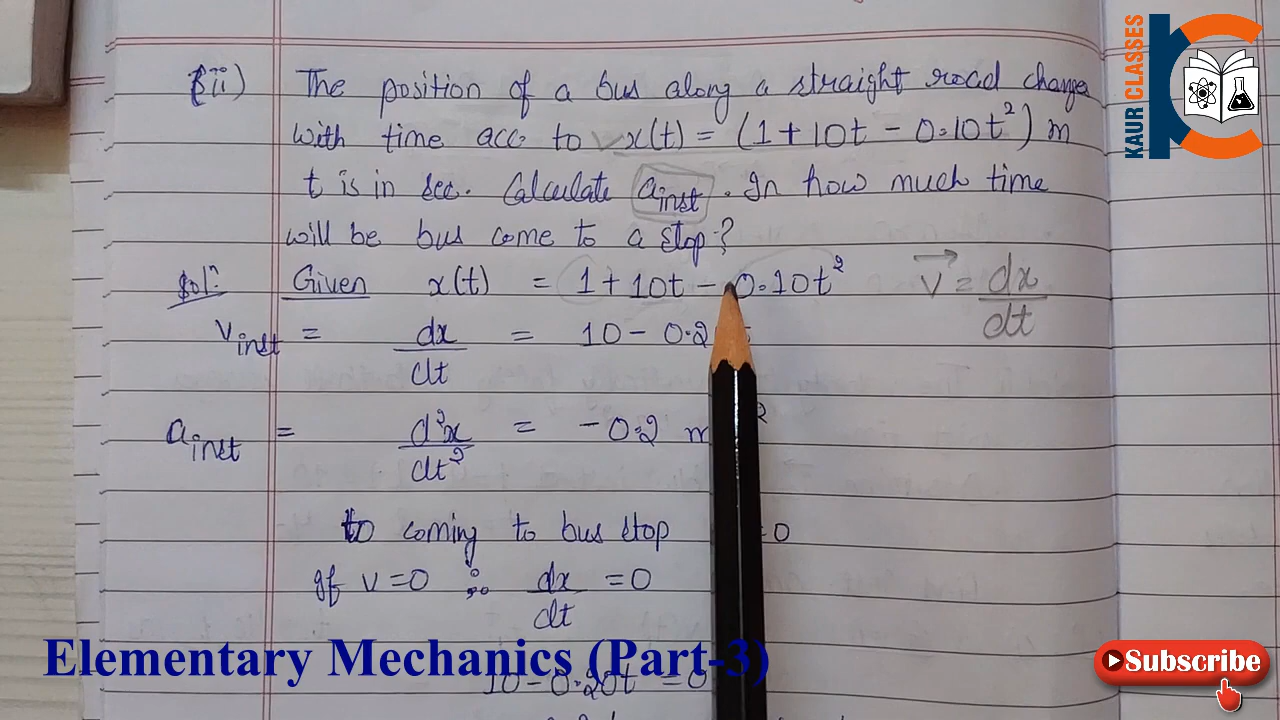 (iii) The position of a bus along a straight road changes
with time acc to x(t) = (1 + 10t - 0.10t²) m
t is in sec. Calculate a_inst. In how much time
will be bus come to a stop?
Sol: Given x(t) = 1 + 10t - 0.10t²
V⃗ = dx/dt
V_inst = dx/dt = 10 - 0.2
a_inst = d²x/dt² = -0.2 m
to coming to bus stop =0
If V=0 ∴ dx/dt = 0
10 - 0.20t = 0
Elementary Mechanics (Part-3)
KAUR CLASSES
Subscribe